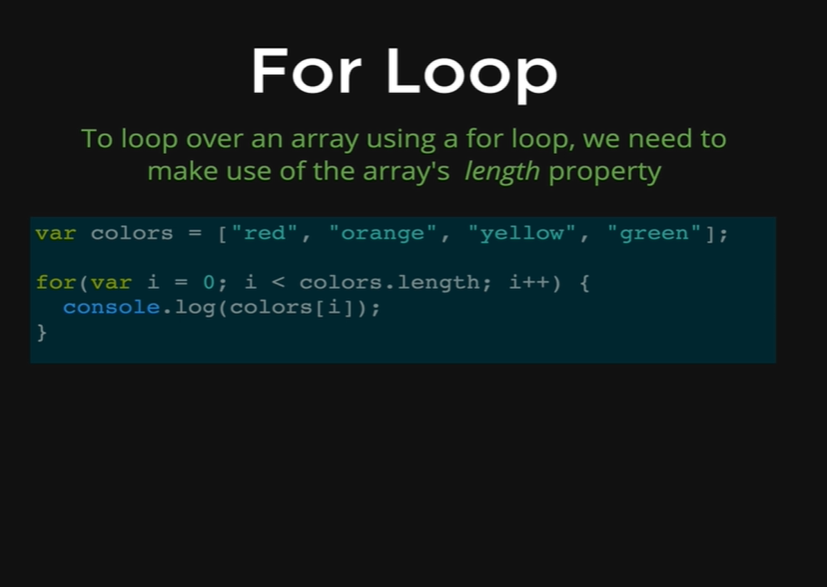 For Loop
To loop over an array using a for loop, we need to
make use of the array's length property
var colors = ["red", "orange", "yellow", "green"];
for(var i = 0; i < colors.length; i++) {
  console.log(colors[i]);
}